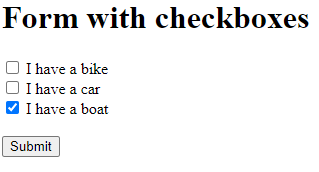 Form with checkboxes
I have a bike
I have a car
I have a boat
Submit